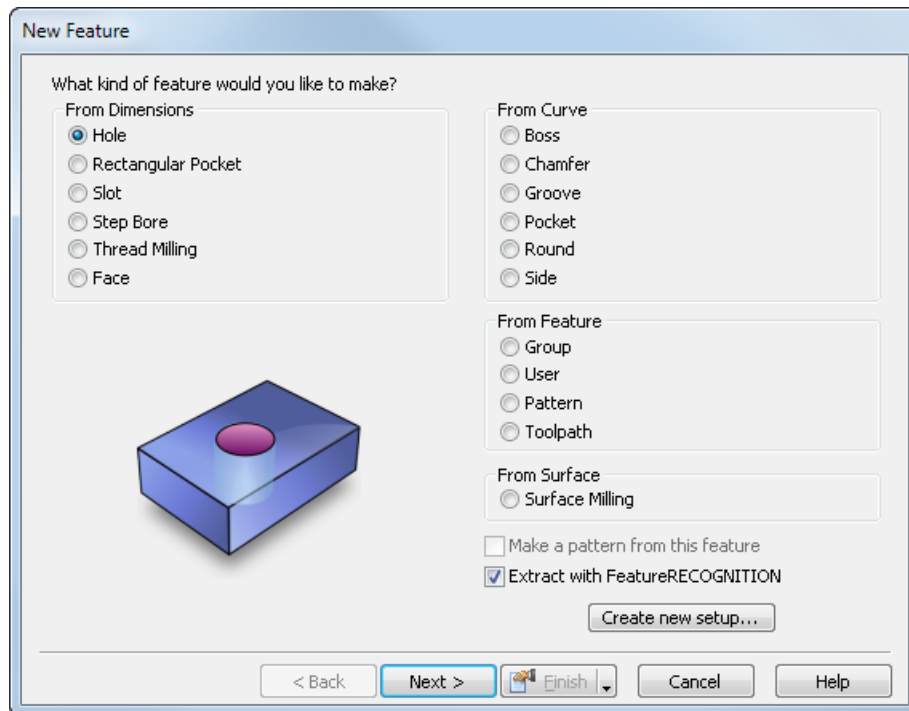 New Feature
What kind of feature would you like to make?
From Dimensions
Hole
Rectangular Pocket
Slot
Step Bore
Thread Milling
Face
From Curve
Boss
Chamfer
Groove
Pocket
Round
Side
From Feature
Group
User
Pattern
Toolpath
From Surface
Surface Milling
Make a pattern from this feature
Extract with FeatureRECOGNITION
Create new setup...
< Back Next > Finish Cancel Help